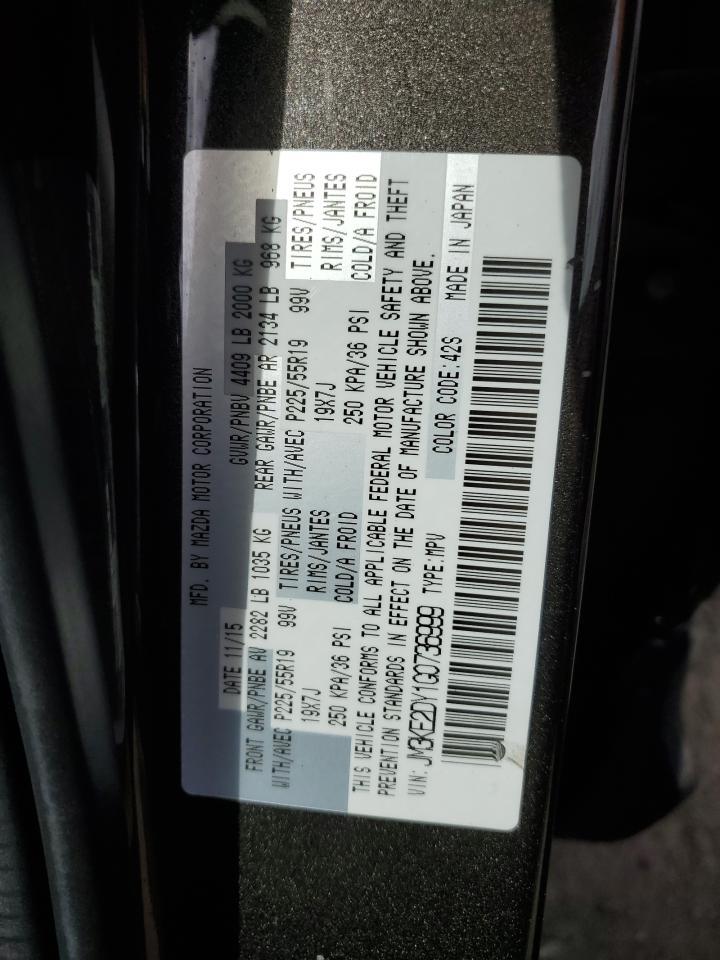 MFD. BY MAZDA MOTOR CORPORATION
DATE 11/15 GVWR/PNBV 4409 LB 2000 KG
FRONT GAWR/PNBE AV 2282 LB 1035 KG REAR GAWR/PNBE AR 2134 LB 968 KG
WITH/AVEC P225/55R19 99V TIRES/PNEUS WITH/AVEC P225/55R19 99V TIRES/PNEUS
19X7J RIMS/JANTES 19X7J RIMS/JANTES
250 KPA/36 PSI COLD/A FROID 250 KPA/36 PSI COLD/A FROID
THIS VEHICLE CONFORMS TO ALL APPLICABLE FEDERAL MOTOR VEHICLE SAFETY AND THEFT
PREVENTION STANDARDS IN EFFECT ON THE DATE OF MANUFACTURE SHOWN ABOVE.
VIN: JM3KE2DY1G0736999 TYPE:MPV COLOR CODE:42S MADE IN JAPAN